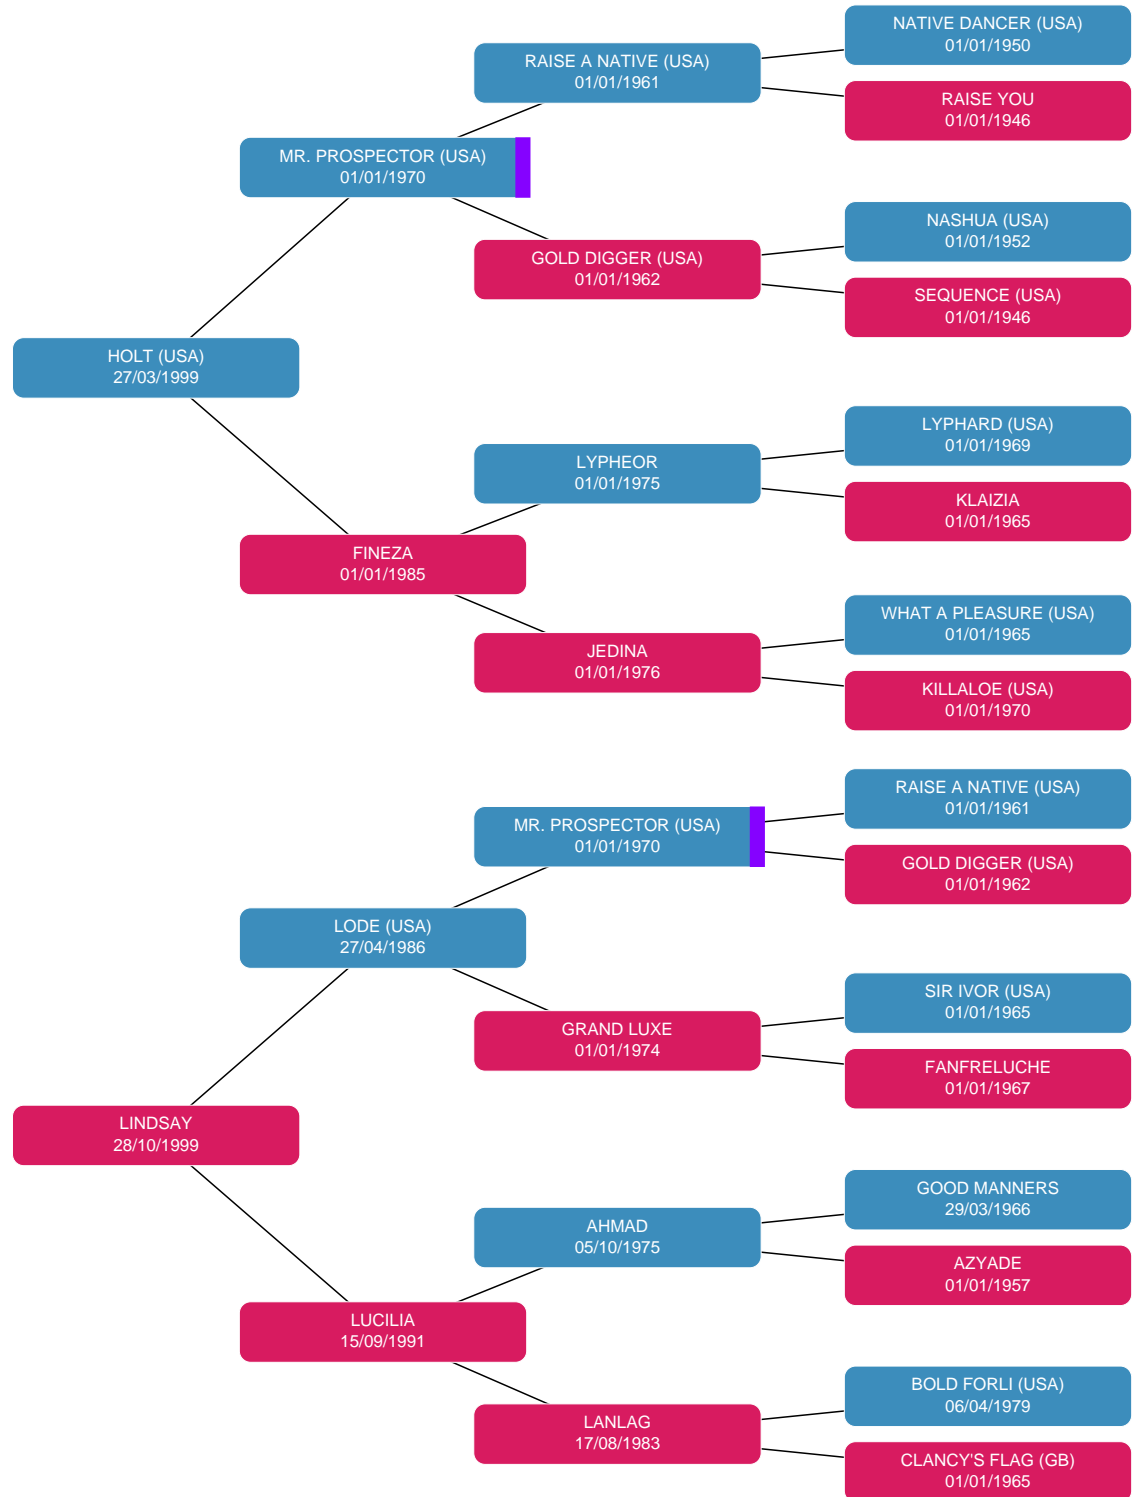 NATIVE DANCER (USA)
01/01/1950
RAISE A NATIVE (USA)
01/01/1961
RAISE YOU
01/01/1946
MR. PROSPECTOR (USA)
01/01/1970
NASHUA (USA)
01/01/1952
GOLD DIGGER (USA)
01/01/1962
SEQUENCE (USA)
01/01/1946
HOLT (USA)
27/03/1999
LYPHARD (USA)
01/01/1969
LYPHEOR
01/01/1975
KLAIZIA
01/01/1965
FINEZA
01/01/1985
WHAT A PLEASURE (USA)
01/01/1965
JEDINA
01/01/1976
KILLALOE (USA)
01/01/1970
RAISE A NATIVE (USA)
01/01/1961
MR. PROSPECTOR (USA)
01/01/1970
GOLD DIGGER (USA)
01/01/1962
LODE (USA)
27/04/1986
SIR IVOR (USA)
01/01/1965
GRAND LUXE
01/01/1974
FANFRELUCHE
01/01/1967
LINDSAY
28/10/1999
GOOD MANNERS
29/03/1966
AHMAD
05/10/1975
AZYADE
01/01/1957
LUCILIA
15/09/1991
BOLD FORLI (USA)
06/04/1979
LANLAG
17/08/1983
CLANCY'S FLAG (GB)
01/01/1965